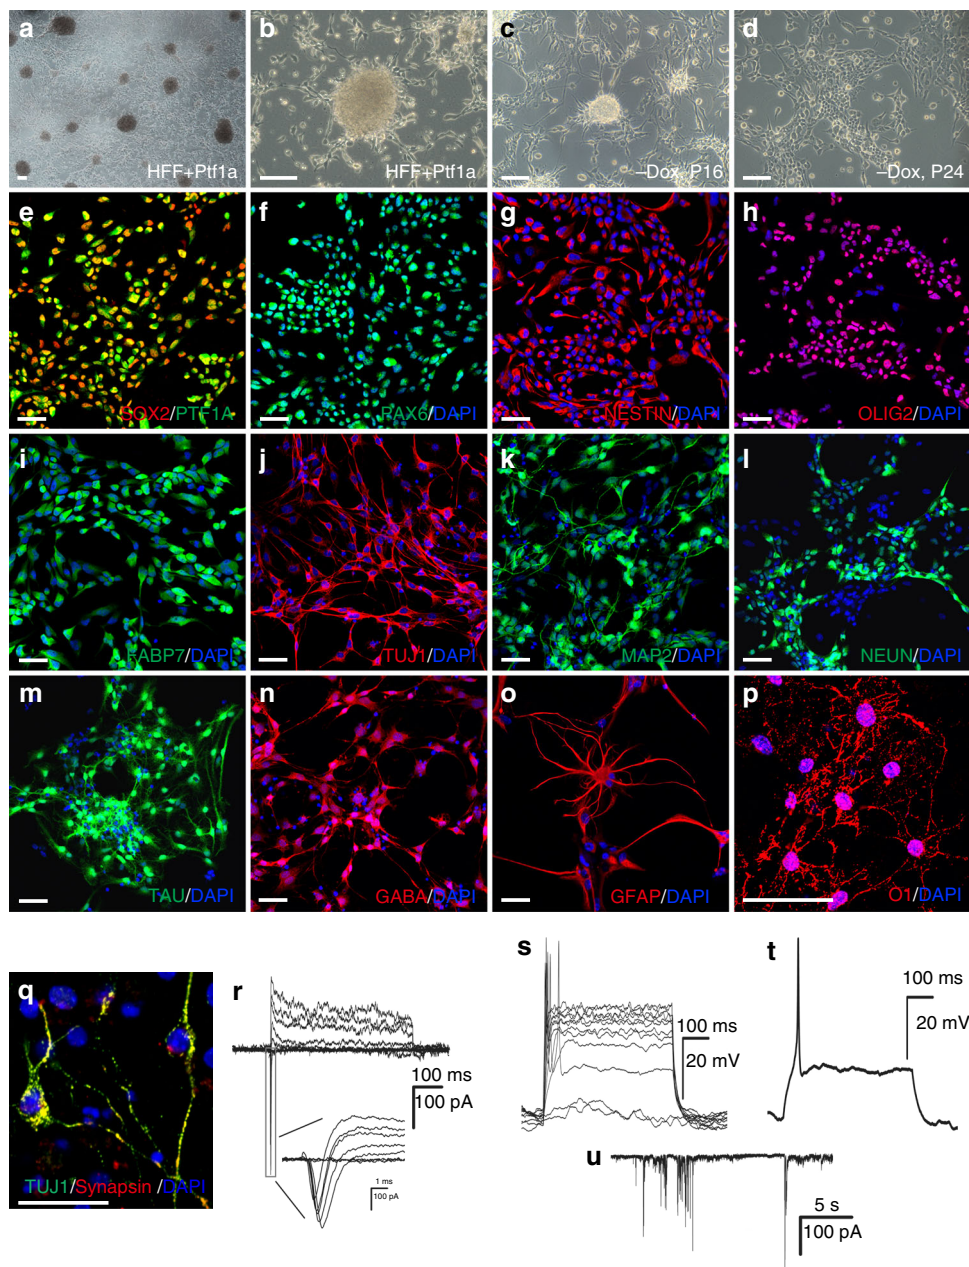 a
HFF+Ptf1a
b
HFF+Ptf1a
c
–Dox, P16
d
–Dox, P24
e
SOX2/PTF1A
f
PAX6/DAPI
g
NESTIN/DAPI
h
OLIG2/DAPI
i
FABP7/DAPI
j
TUJ1/DAPI
k
MAP2/DAPI
l
NEUN/DAPI
m
TAU/DAPI
n
GABA/DAPI
o
GFAP/DAPI
p
O1/DAPI
q
TUJ1/Synapsin /DAPI
r
100 ms
100 pA
1 ms
100 pA
s
100 ms
20 mV
t
100 ms
20 mV
u
5 s
100 pA